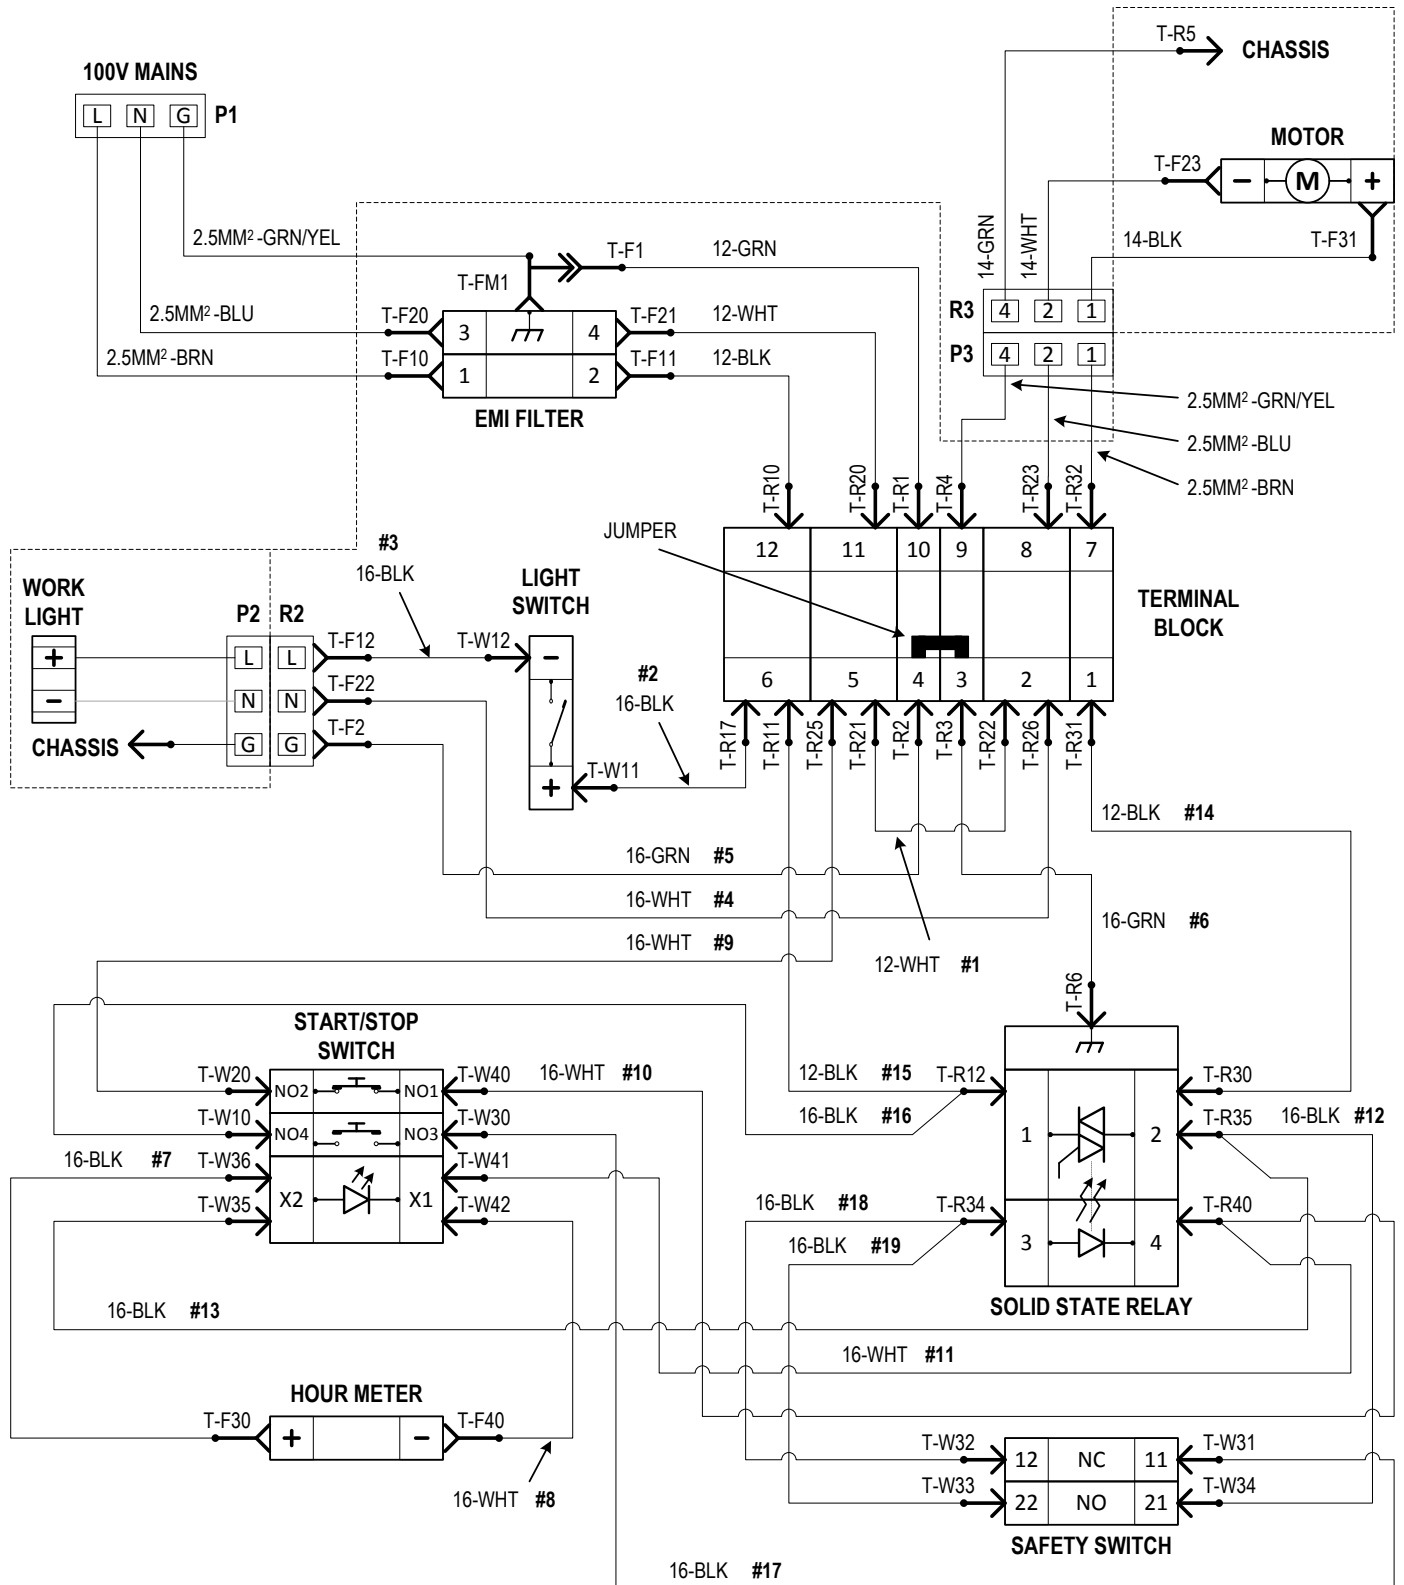 T-R5
CHASSIS
100V MAINS
L N G P1
MOTOR
T-F23
- M +
14-GRN
14-WHT
14-BLK
T-F31
2.5MM²-GRN/YEL
T-F1
12-GRN
T-FM1
R3 4 2 1
2.5MM²-BLU
T-F20
3 4
T-F21
12-WHT
P3 4 2 1
2.5MM²-BRN
T-F10
1 2
T-F11
12-BLK
EMI FILTER
2.5MM²-GRN/YEL
2.5MM²-BLU
2.5MM²-BRN
T-R10
T-R20
T-R1
T-R4
T-R23
T-R32
JUMPER
12 11 10 9 8 7
TERMINAL
BLOCK
6 5 4 3 2 1
#3
16-BLK
LIGHT
SWITCH
WORK
LIGHT
P2 R2
T-F12
T-W12
+ L L
-
- N N
T-F22
#2
16-BLK
CHASSIS
G G
T-F2
T-W11
+
T-R17
T-R11
T-R25
T-R21
T-R2
T-R3
T-R22
T-R26
T-R31
12-BLK #14
16-GRN #5
16-WHT #4
16-GRN #6
16-WHT #9
12-WHT #1
T-R6
START/STOP
SWITCH
T-W20
NO2 NO1
T-W40
16-WHT #10
12-BLK #15
T-R12
T-R30
T-W10
NO4 NO3
T-W30
16-BLK #16
1 2
T-R35
16-BLK #12
16-BLK #7
T-W36
X2 X1
T-W41
T-W35
T-W42
16-BLK #18
T-R34
T-R40
16-BLK #19
3 4
SOLID STATE RELAY
16-BLK #13
16-WHT #11
HOUR METER
T-F30
+ -
T-F40
16-WHT #8
T-W32
12 NC 11
T-W31
T-W33
22 NO 21
T-W34
SAFETY SWITCH
16-BLK #17